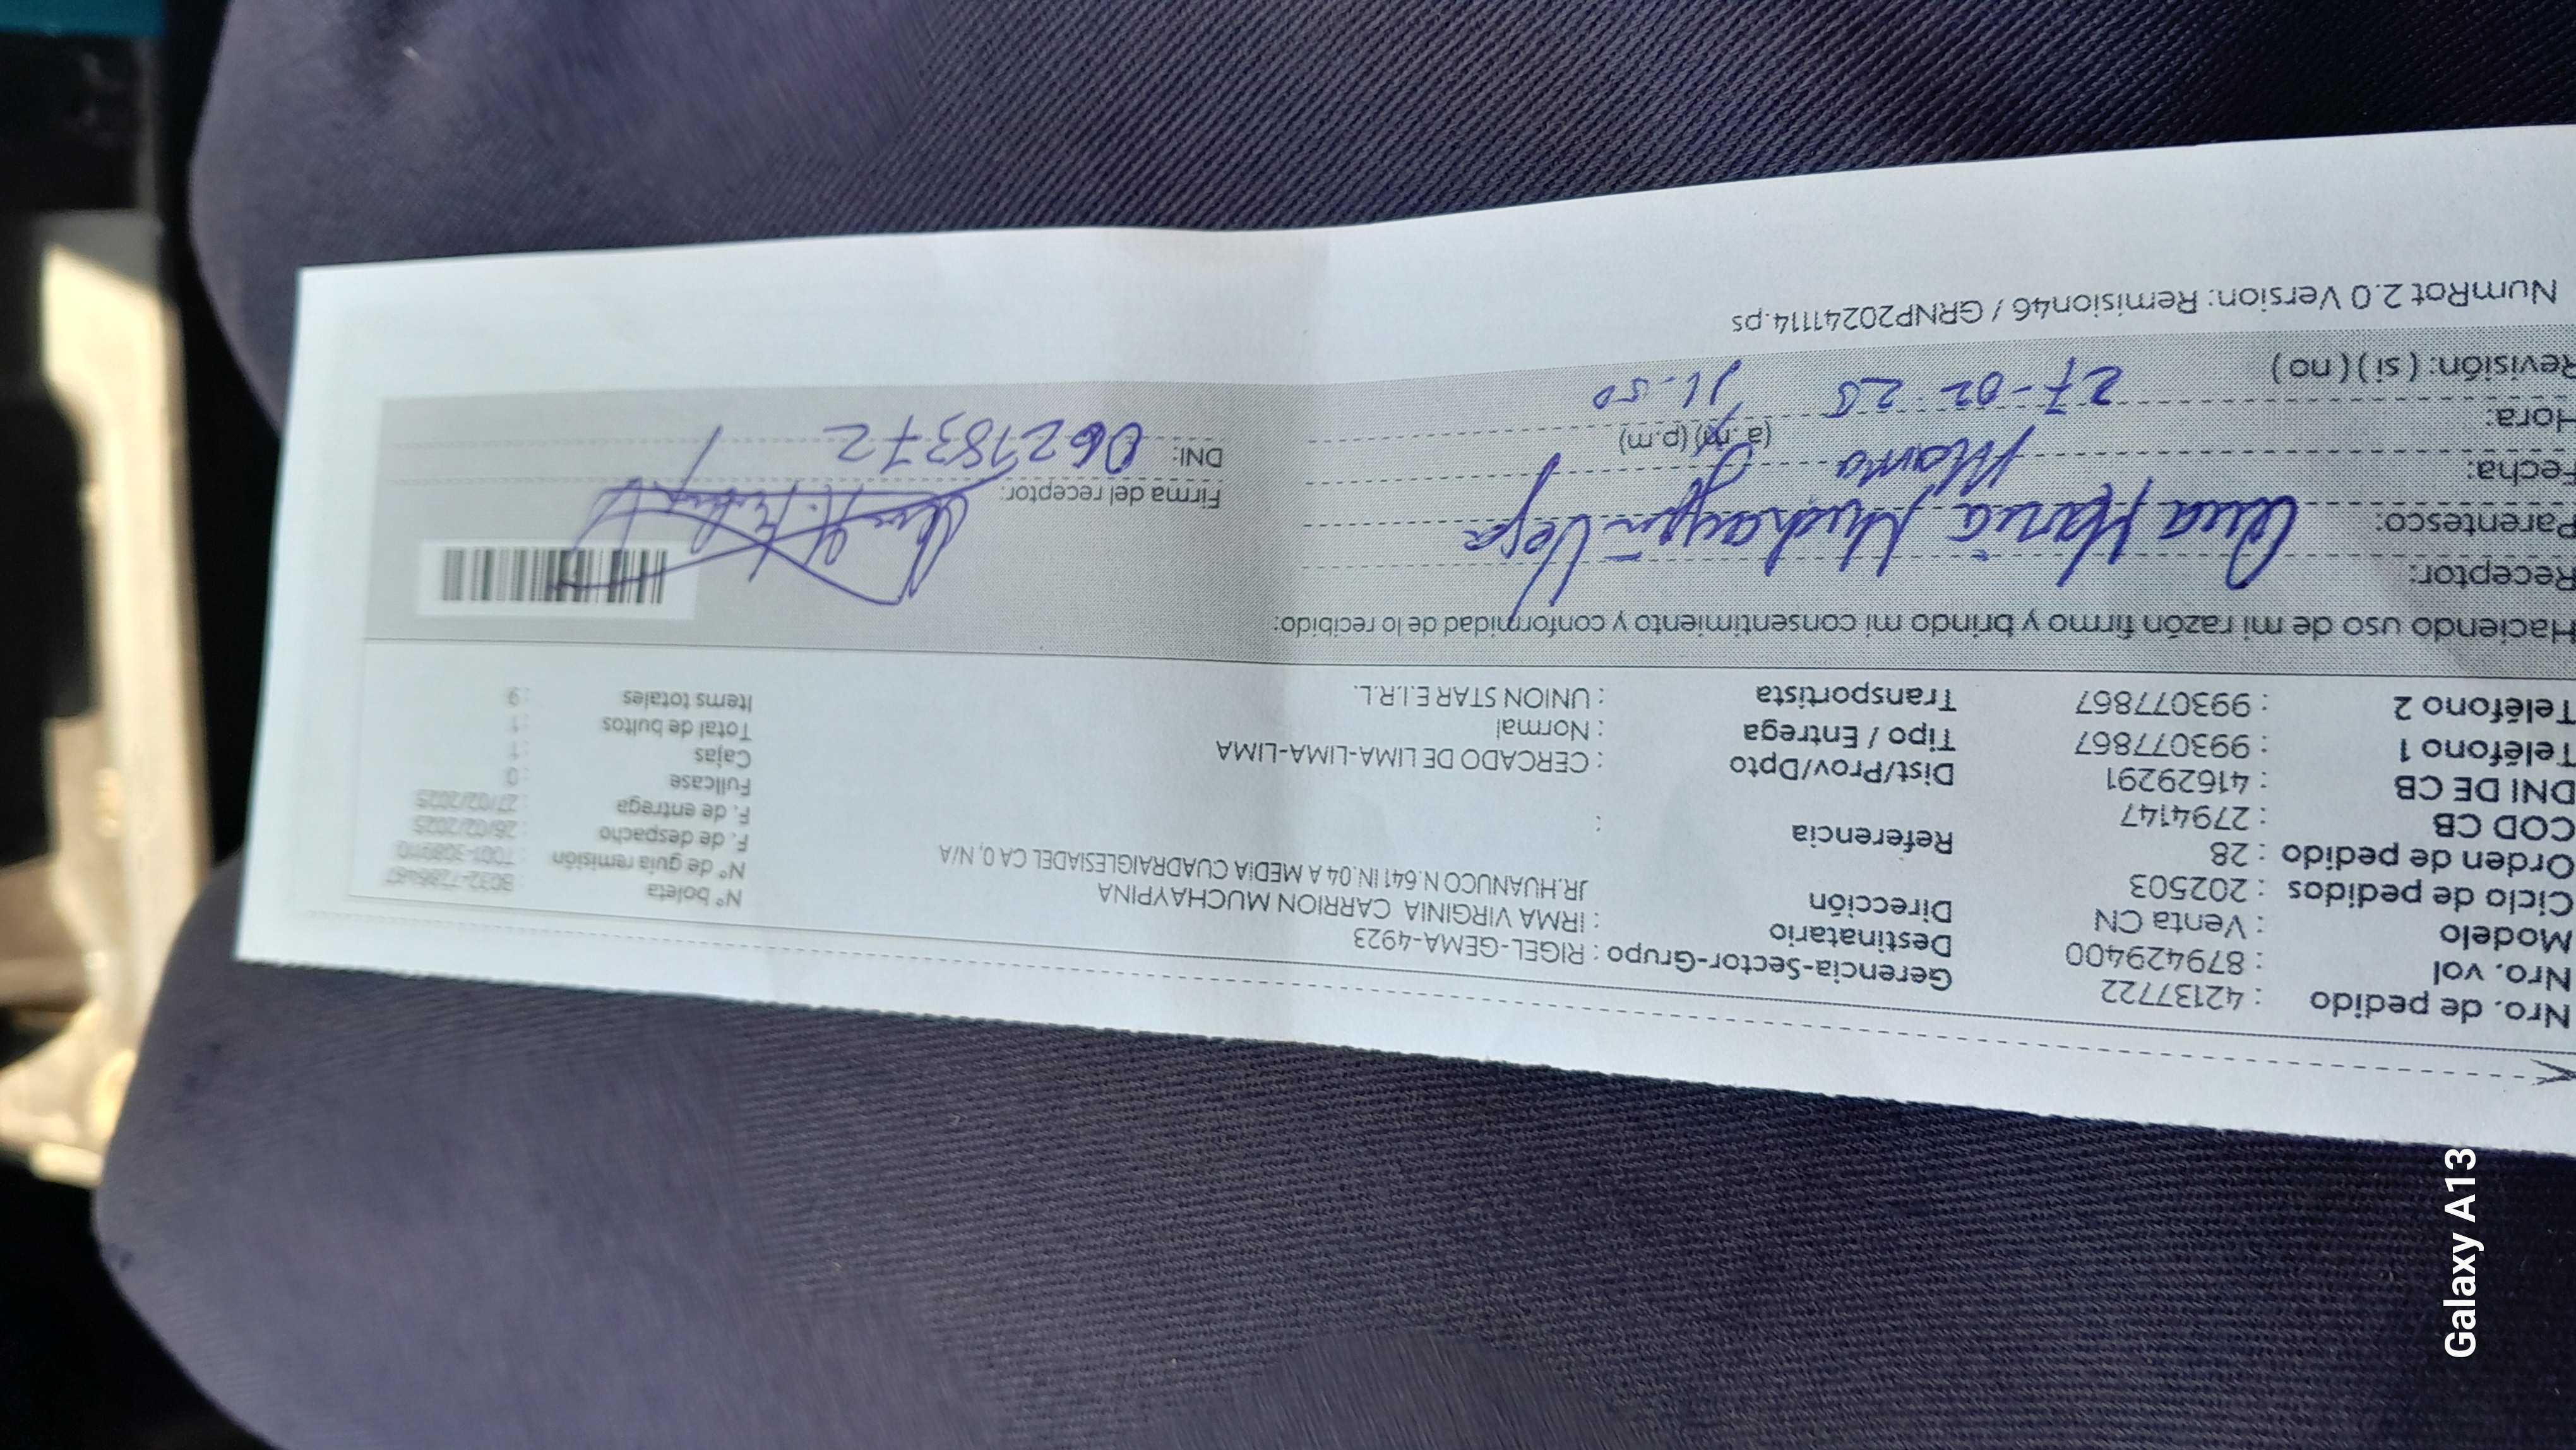 Nro. de pedido : 42137722
Nro. vol : 879429400
Modelo : Venta CN
Ciclo de pedidos : 202503
Orden de pedido : 28
COD CB : 2794147
DNI DE CB : 41629291
Teléfono 1 : 993077867
Teléfono 2 : 993077867
Gerencia-Sector-Grupo : RIGEL-GEMA-4923
Destinatario : IRMA VIRGINIA CARRION MUCHAYPINA
Dirección JR.HUANUCO N.641 IN.04 A MEDIA CUADRAIGLESIADEL CA 0, N/A
Referencia :
Dist/Prov/Dpto : CERCADO DE LIMA-LIMA-LIMA
Tipo / Entrega : Normal
Transportista : UNION STAR E.I.R.L.
N° boleta
N° de guía remisión
F. de despacho : 26/02/2025
F. de entrega : 27/02/2025
Fullcase : 0
Cajas : 1
Total de bultos : 1
Items totales : 9
Haciendo uso de mi razón firmo y brindo mi consentimiento y conformidad de lo recibido:
Receptor: Ana Maria Vega
Parentesco: Mama
Fecha:
Hora: (a.m) (p.m)
27-02 25 11-50
Revisión: ( si ) ( no )
Firma del receptor:
DNI: 06218372
NumRot 2.0 Version: Remision46 / GRNP20241114.ps
Galaxy A13